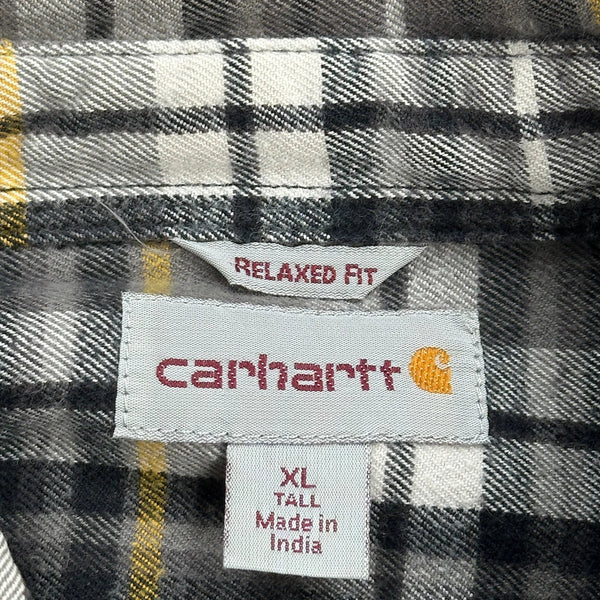 RELAXED FIT
carhartt
XL
TALL
Made in
India